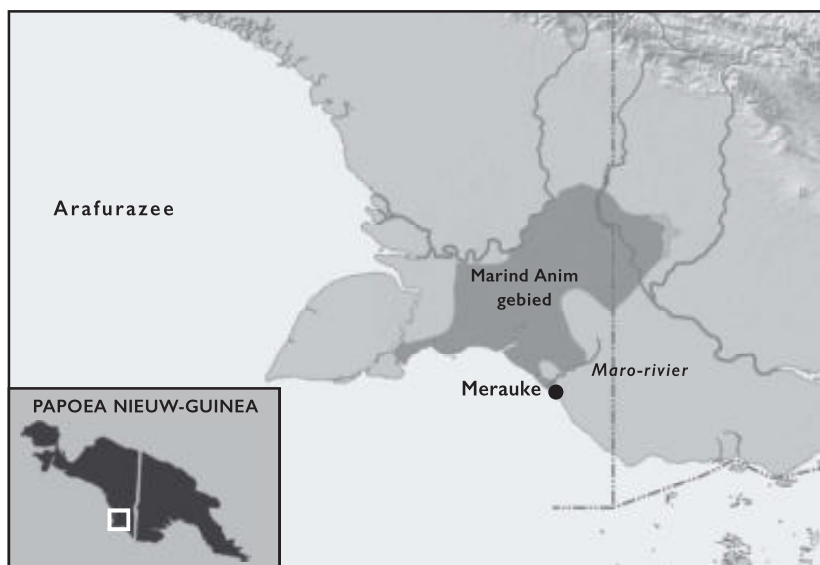 Arafurazee
Marind Anim
gebied
Maro-rivier
Merauke
PAPOEA NIEUW-GUINEA